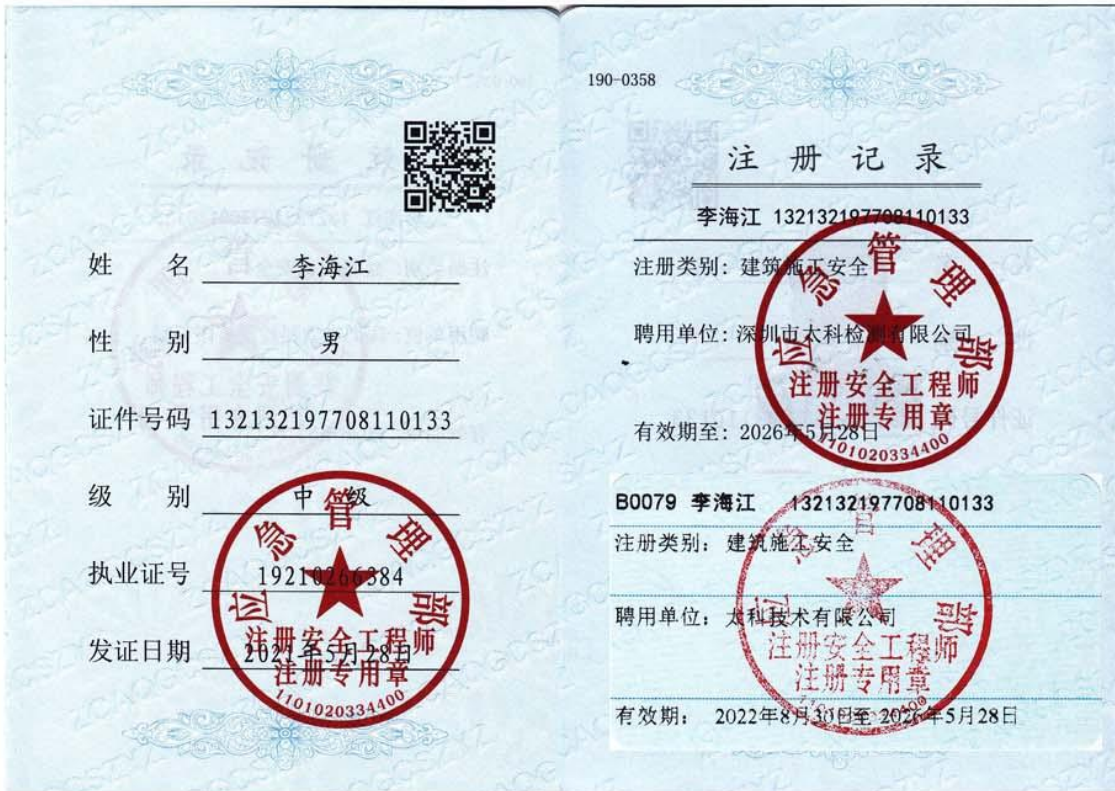 姓 名 李海江
性 别 男
证件号码 132132197708110133
级 别 中 级
执业证号 19210266384
发证日期 2021年5月28日
应急管理部
注册安全工程师
注册专用章
1101020334400
190-0358
注册记录
李海江 132132197708110133
注册类别: 建筑施工安全
聘用单位: 深圳市太科检测有限公司
有效期至: 2026年5月28日
应急管理部
注册安全工程师
注册专用章
1101020334400
B0079 李海江 132132197708110133
注册类别: 建筑施工安全
聘用单位: 太科技术有限公司
有效期: 2022年8月30日至 2026年5月28日
应急管理部
注册安全工程师
注册专用章